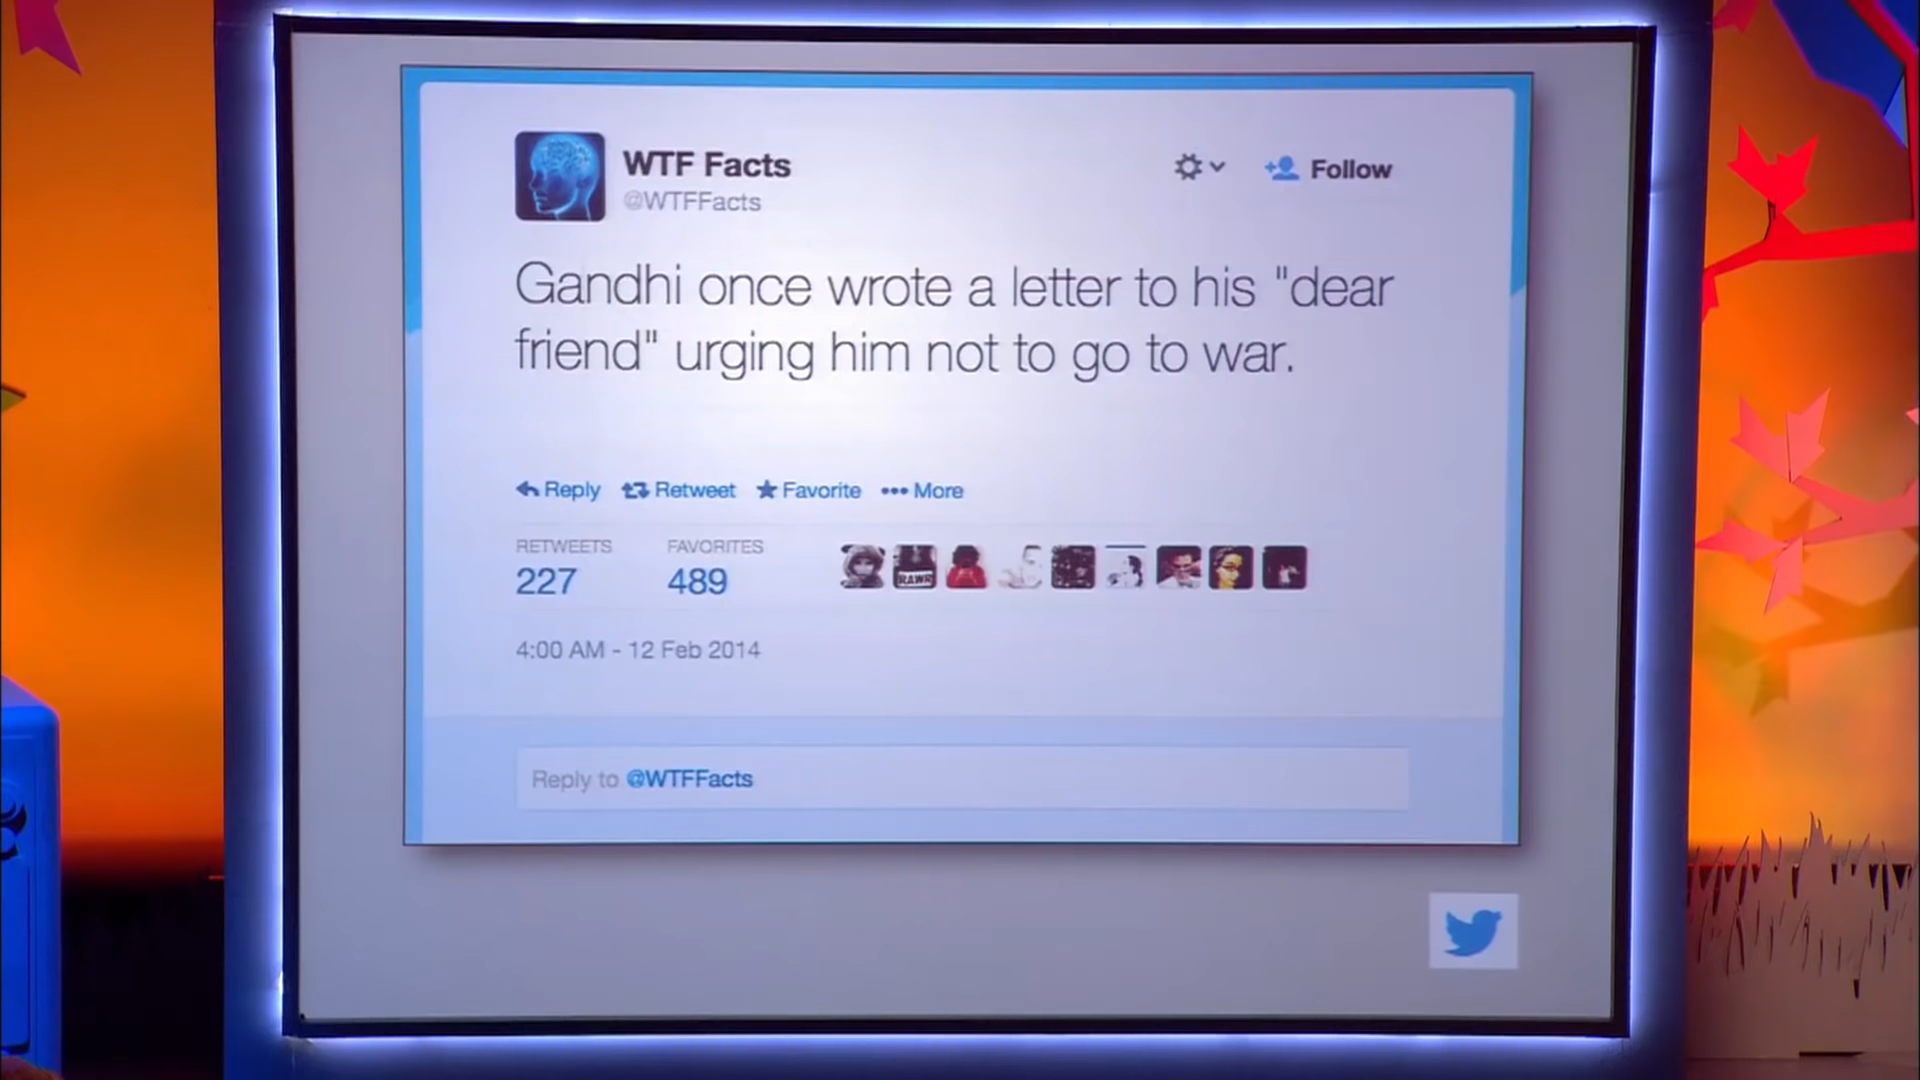 WTF Facts
@WTFFacts
Follow
Gandhi once wrote a letter to his "dear
friend" urging him not to go to war.
Reply Retweet Favorite More
RETWEETS FAVORITES
227 489
RAWR
4:00 AM - 12 Feb 2014
Reply to @WTFFacts